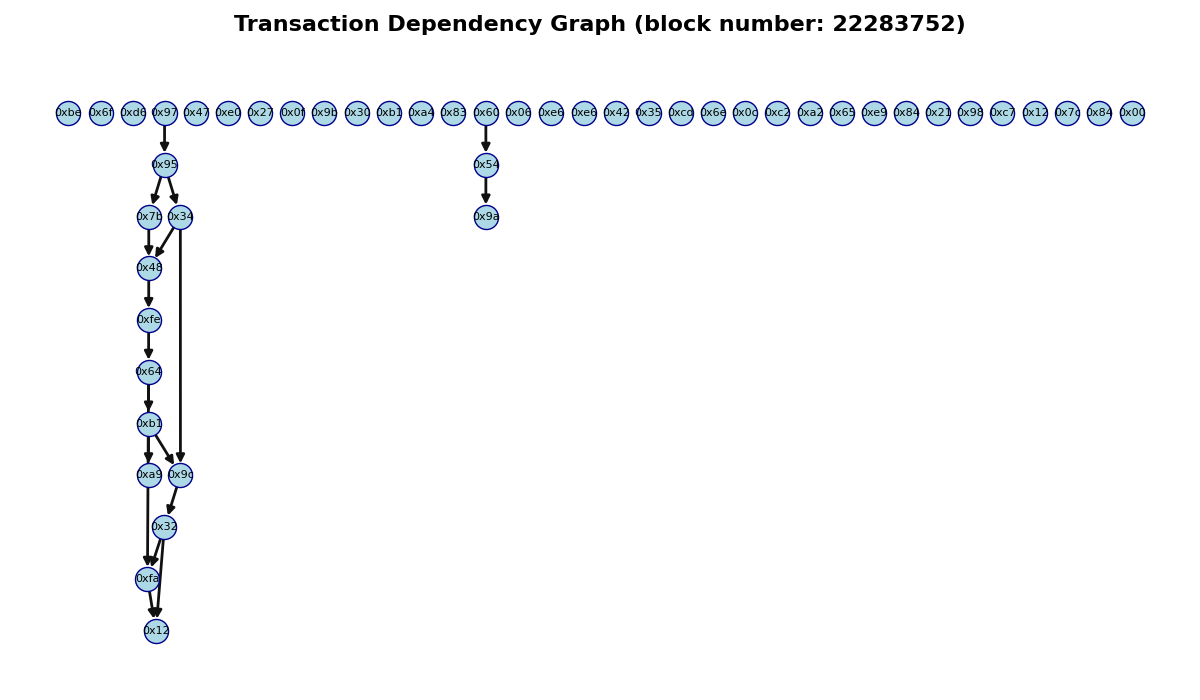 Transaction Dependency Graph (block number: 22283752)
0xbe 0x6f 0xd6 0x97 0x47 0xe0 0x27 0x0f 0x9b 0x30 0xb1 0xa4 0x83 0x60 0x06 0xe6 0xe6 0x42 0x35 0xcd 0x6e 0x0c 0xc2 0xa2 0x65 0xe9 0x84 0x21 0x98 0xc7 0x12 0x7c 0x84 0x00
0x95 0x54
0x7b 0x34 0x9a
0x48
0xfe
0x64
0xb1
0xa9 0x9c
0x32
0xfa
0x12